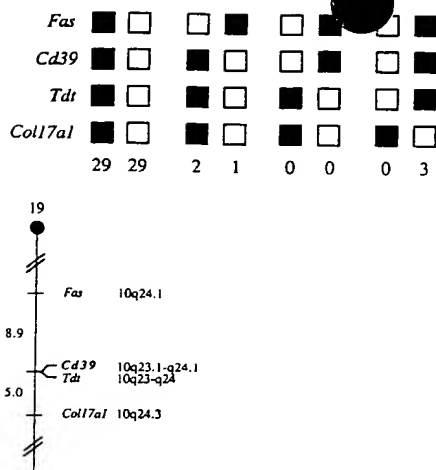 Fas
Cd39
Tdt
Col17a1
29 29 2 1 0 0 0 3
19
Fas 10q24.1
8.9
Cd39 10q23.1-q24.1
Tdt 10q23-q24
5.0
Col17a1 10q24.3